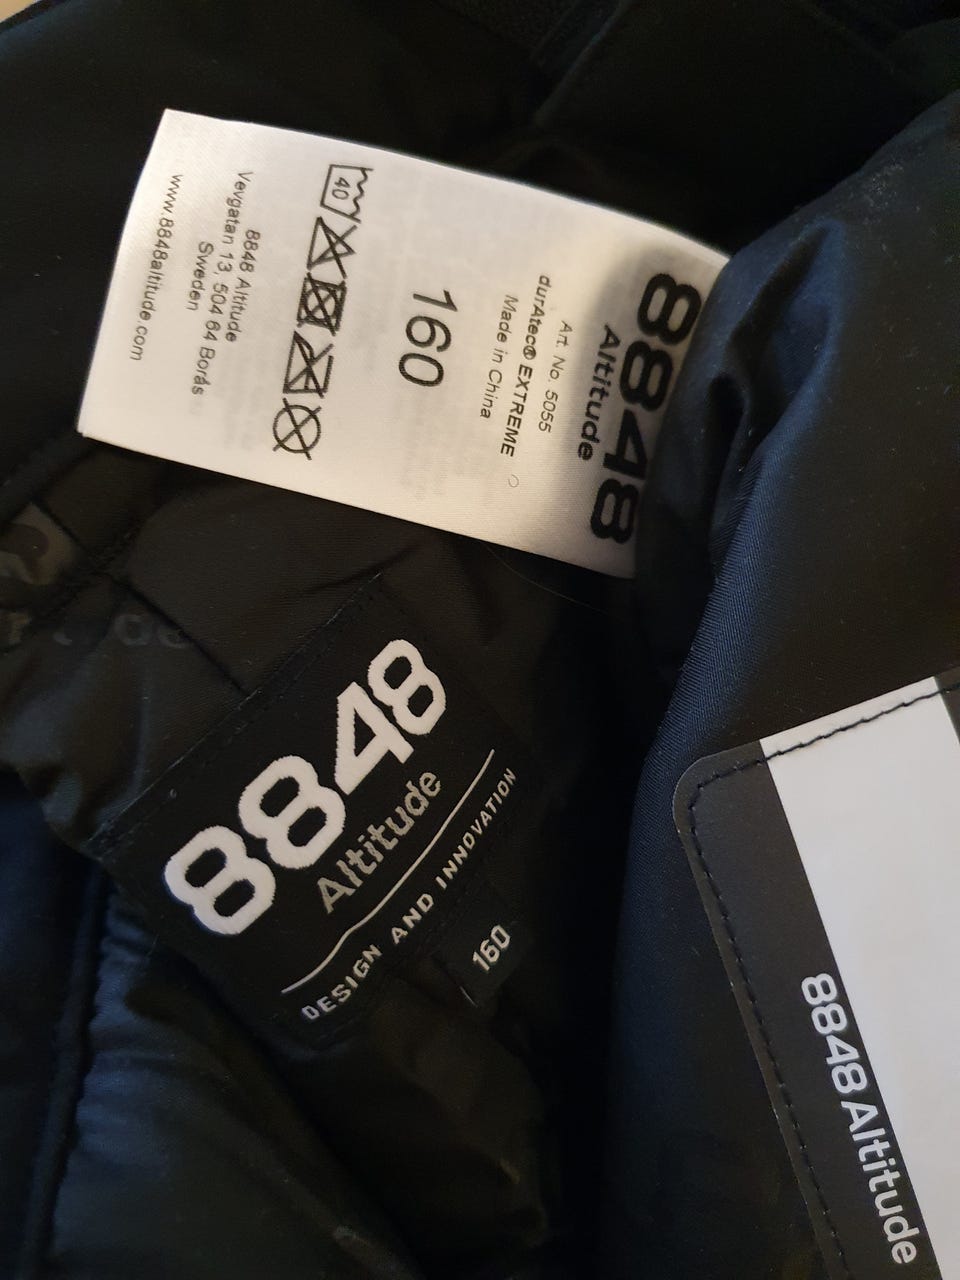 8848
Altitude
Art. No. 5055
durAtec® EXTREME
Made in China
160
40
8848 Altitude
Vevgatan 13, 504 64 Borås
Sweden
www.8848altitude.com
8848
Altitude
DESIGN AND INNOVATION
160
8848 Altitude